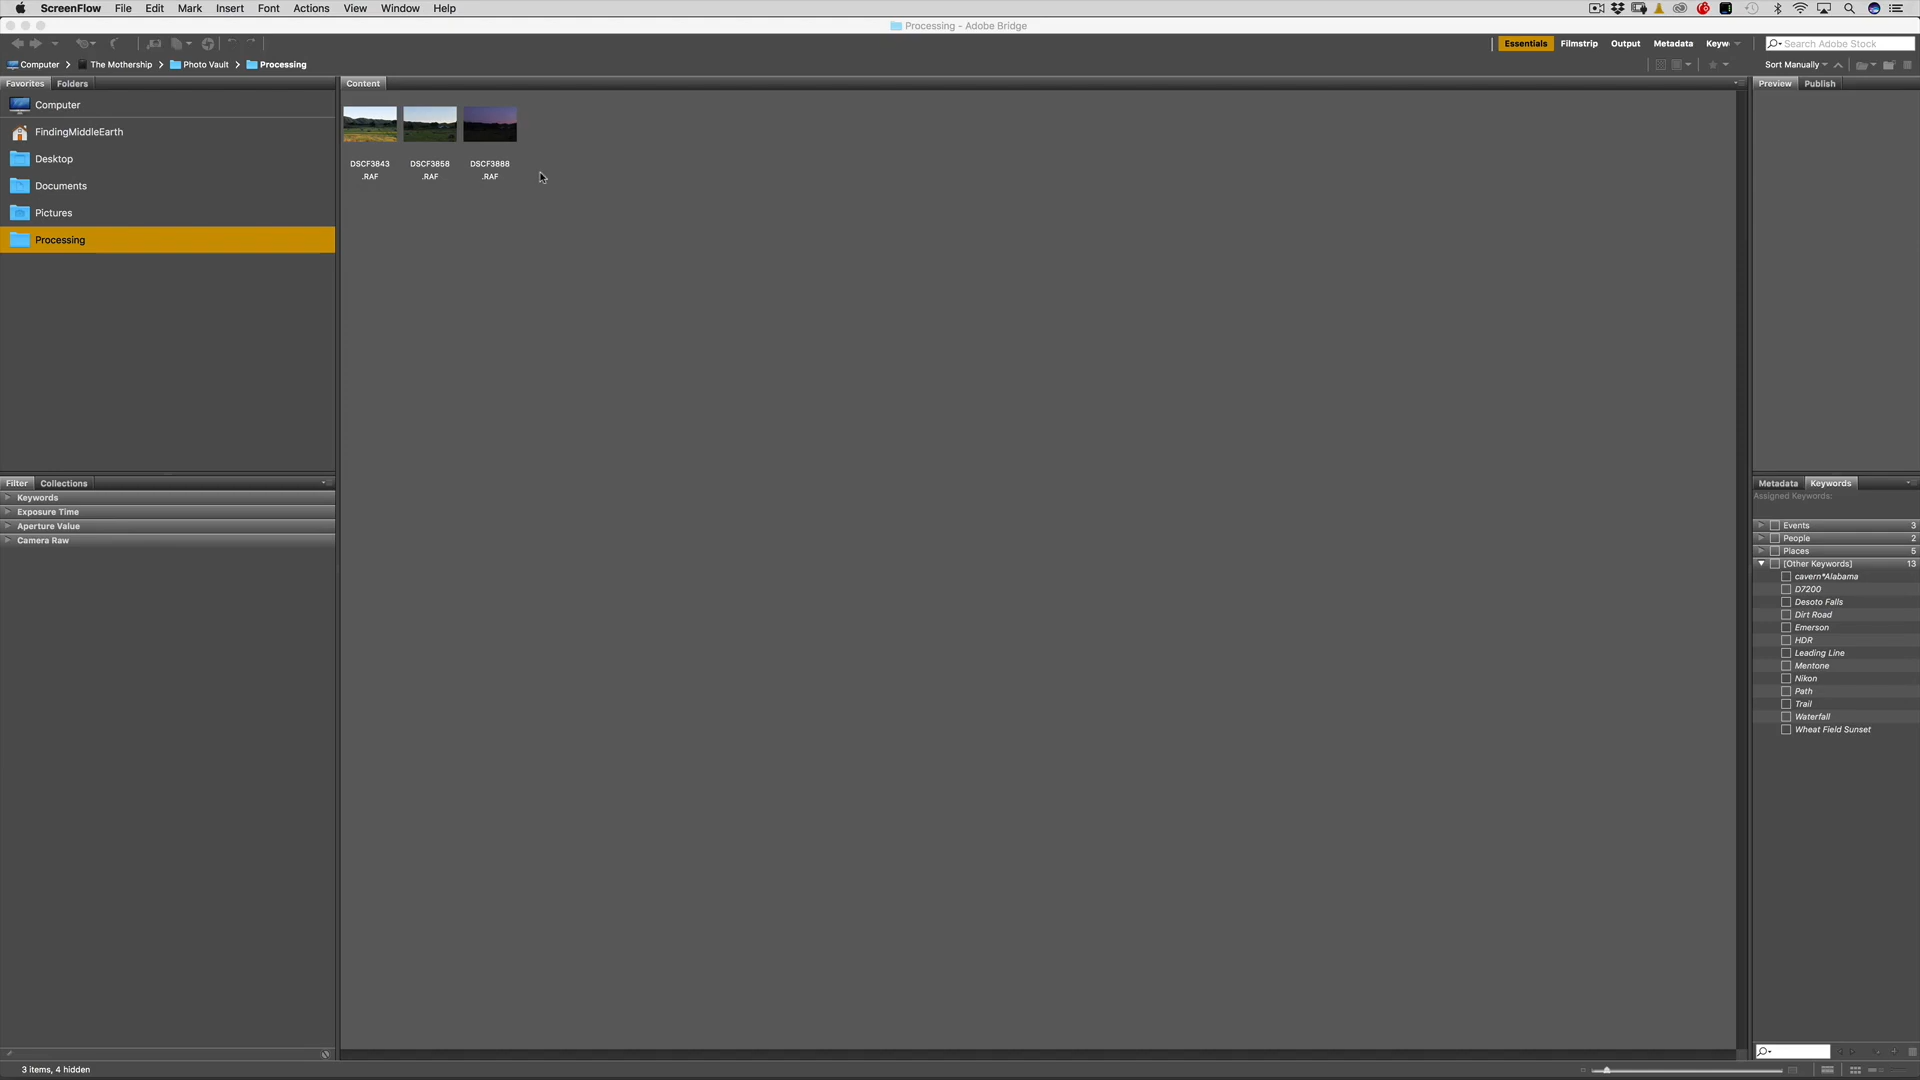 ScreenFlow File Edit Mark Insert Font Actions View Window Help
Processing – Adobe Bridge
Essentials Filmstrip Output Metadata Keyw Search Adobe Stock
Computer The Mothership Photo Vault Processing Sort Manually
Favorites Folders
Computer
FindingMiddleEarth
Desktop
Documents
Pictures
Processing
Filter Collections
Keywords
Exposure Time
Aperture Value
Camera Raw
3 items, 4 hidden
Content
DSCF3843 DSCF3858 DSCF3888
.RAF .RAF .RAF
Preview Publish
Metadata Keywords
Assigned Keywords:
Events 3
People 2
Places 5
[Other Keywords] 13
cavern*Alabama
D7200
Desoto Falls
Dirt Road
Emerson
HDR
Leading Line
Mentone
Nikon
Path
Trail
Waterfall
Wheat Field Sunset